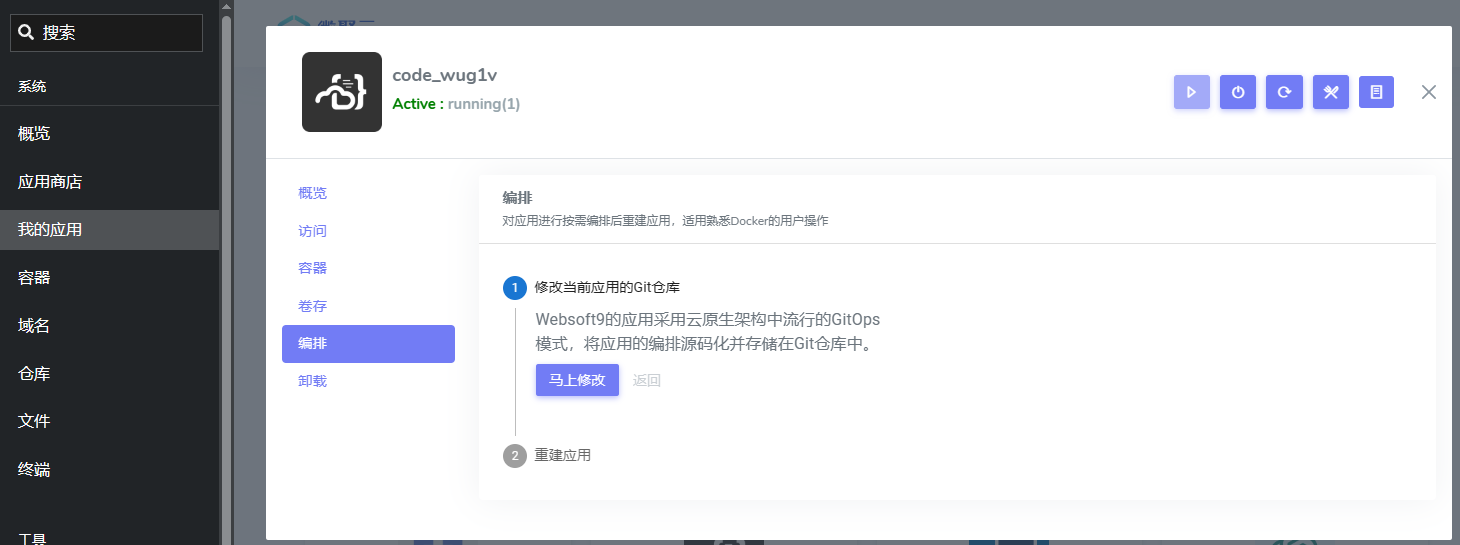 搜索
系统
概览
应用商店
我的应用
容器
域名
仓库
文件
终端
工具
code_wug1v
Active : running(1)
概览
访问
容器
卷存
编排
卸载
编排
对应用进行按需编排后重建应用，适用熟悉Docker的用户操作
1 修改当前应用的Git仓库
Websoft9的应用采用云原生架构中流行的GitOps
模式，将应用的编排源码化并存储在Git仓库中。
马上修改 返回
2 重建应用